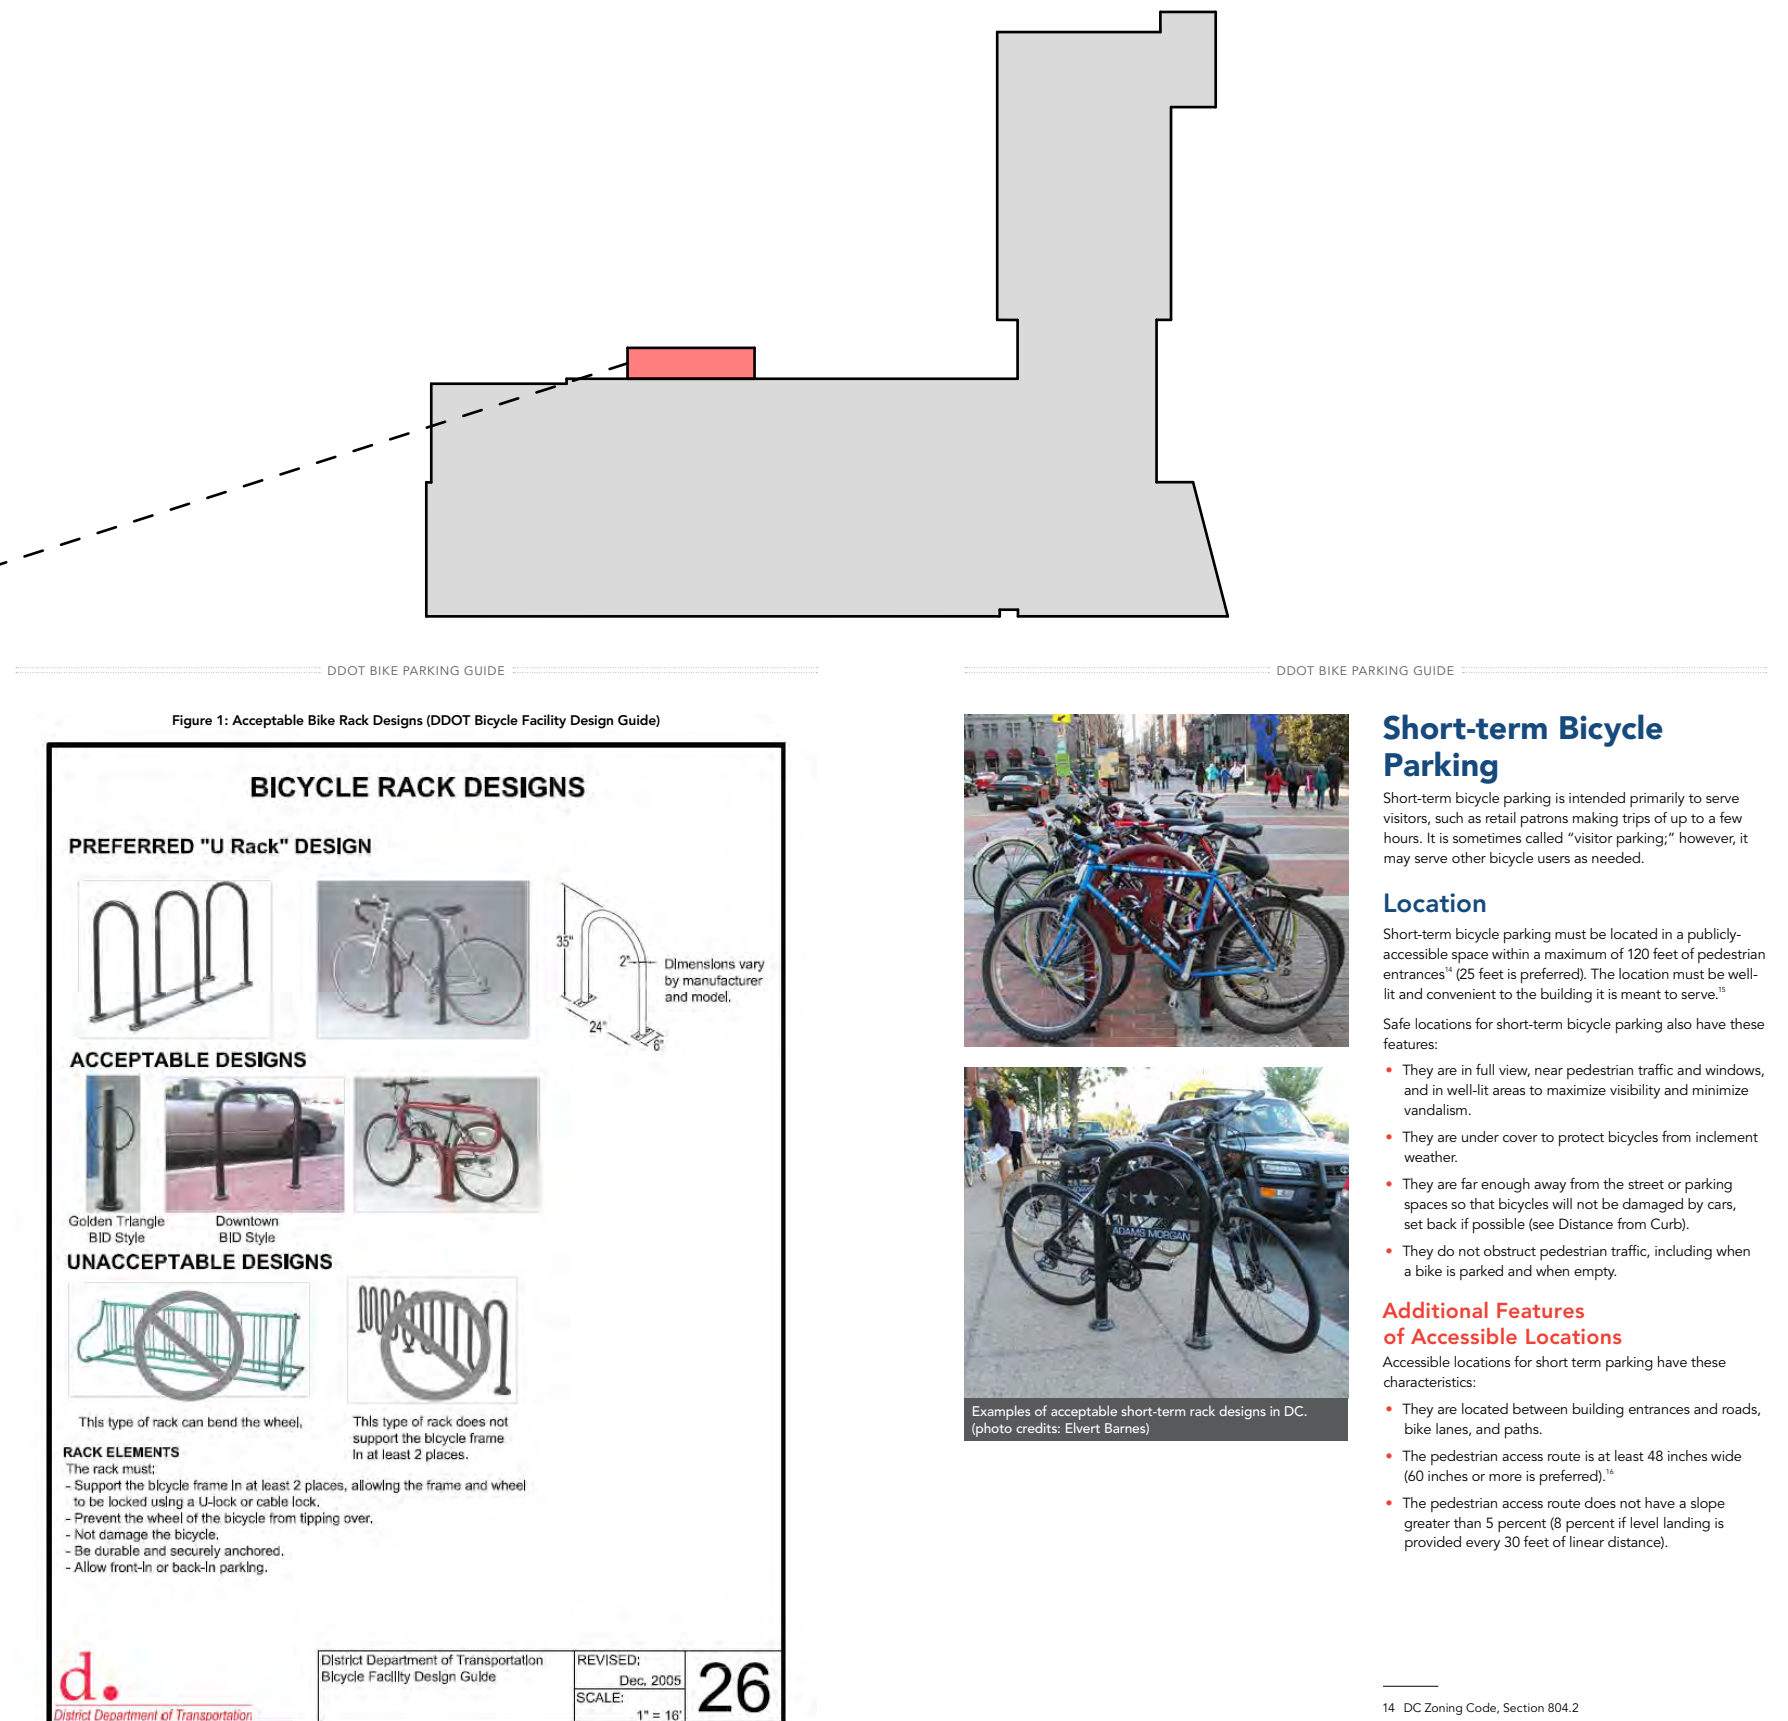 DDOT BIKE PARKING GUIDE
Figure 1: Acceptable Bike Rack Designs (DDOT Bicycle Facility Design Guide)
BICYCLE RACK DESIGNS
PREFERRED "U Rack" DESIGN
35"
2"
24"
6"
Dimensions vary
by manufacturer
and model.
ACCEPTABLE DESIGNS
Golden Triangle
BID Style
Downtown
BID Style
UNACCEPTABLE DESIGNS
This type of rack can bend the wheel.
This type of rack does not
support the bicycle frame
in at least 2 places.
RACK ELEMENTS
The rack must:
- Support the bicycle frame in at least 2 places, allowing the frame and wheel
to be locked using a U-lock or cable lock.
- Prevent the wheel of the bicycle from tipping over.
- Not damage the bicycle.
- Be durable and securely anchored.
- Allow front-in or back-in parking.
d.
District Department of Transportation
District Department of Transportation
Bicycle Facility Design Guide
REVISED:
Dec, 2005
SCALE:
1" = 16'
26
DDOT BIKE PARKING GUIDE
ADAMS MORGAN
Examples of acceptable short-term rack designs in DC.
(photo credits: Elvert Barnes)
Short-term Bicycle
Parking
Short-term bicycle parking is intended primarily to serve
visitors, such as retail patrons making trips of up to a few
hours. It is sometimes called “visitor parking;“ however, it
may serve other bicycle users as needed.
Location
Short-term bicycle parking must be located in a publicly-
accessible space within a maximum of 120 feet of pedestrian
entrances14 (25 feet is preferred). The location must be well-
lit and convenient to the building it is meant to serve.15
Safe locations for short-term bicycle parking also have these
features:
• They are in full view, near pedestrian traffic and windows,
and in well-lit areas to maximize visibility and minimize
vandalism.
• They are under cover to protect bicycles from inclement
weather.
• They are far enough away from the street or parking
spaces so that bicycles will not be damaged by cars,
set back if possible (see Distance from Curb).
• They do not obstruct pedestrian traffic, including when
a bike is parked and when empty.
Additional Features
of Accessible Locations
Accessible locations for short term parking have these
characteristics:
• They are located between building entrances and roads,
bike lanes, and paths.
• The pedestrian access route is at least 48 inches wide
(60 inches or more is preferred).16
• The pedestrian access route does not have a slope
greater than 5 percent (8 percent if level landing is
provided every 30 feet of linear distance).
14 DC Zoning Code, Section 804.2